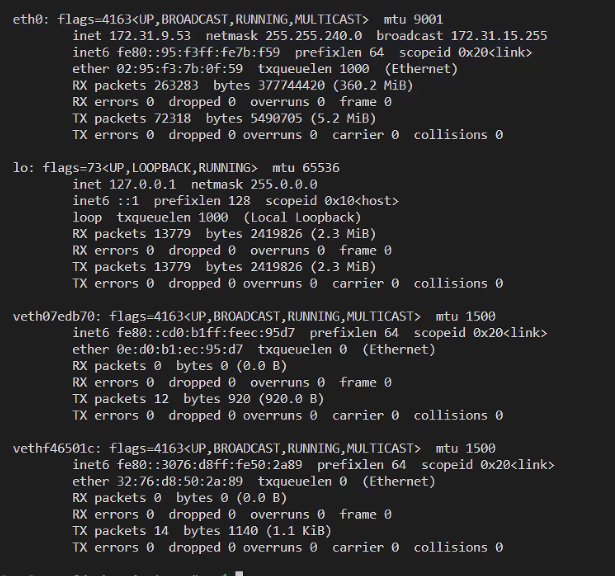 eth0: flags=4163<UP,BROADCAST,RUNNING,MULTICAST>  mtu 9001
        inet 172.31.9.53  netmask 255.255.240.0  broadcast 172.31.15.255
        inet6 fe80::95:f3ff:fe7b:f59  prefixlen 64  scopeid 0x20<link>
        ether 02:95:f3:7b:0f:59  txqueuelen 1000  (Ethernet)
        RX packets 263283  bytes 377744420 (360.2 MiB)
        RX errors 0  dropped 0  overruns 0  frame 0
        TX packets 72318  bytes 5490705 (5.2 MiB)
        TX errors 0  dropped 0 overruns 0  carrier 0  collisions 0

lo: flags=73<UP,LOOPBACK,RUNNING>  mtu 65536
        inet 127.0.0.1  netmask 255.0.0.0
        inet6 ::1  prefixlen 128  scopeid 0x10<host>
        loop  txqueuelen 1000  (Local Loopback)
        RX packets 13779  bytes 2419826 (2.3 MiB)
        RX errors 0  dropped 0  overruns 0  frame 0
        TX packets 13779  bytes 2419826 (2.3 MiB)
        TX errors 0  dropped 0 overruns 0  carrier 0  collisions 0

veth07edb70: flags=4163<UP,BROADCAST,RUNNING,MULTICAST>  mtu 1500
        inet6 fe80::cd0:b1ff:feec:95d7  prefixlen 64  scopeid 0x20<link>
        ether 0e:d0:b1:ec:95:d7  txqueuelen 0  (Ethernet)
        RX packets 0  bytes 0 (0.0 B)
        RX errors 0  dropped 0  overruns 0  frame 0
        TX packets 12  bytes 920 (920.0 B)
        TX errors 0  dropped 0 overruns 0  carrier 0  collisions 0

vethf46501c: flags=4163<UP,BROADCAST,RUNNING,MULTICAST>  mtu 1500
        inet6 fe80::3076:d8ff:fe50:2a89  prefixlen 64  scopeid 0x20<link>
        ether 32:76:d8:50:2a:89  txqueuelen 0  (Ethernet)
        RX packets 0  bytes 0 (0.0 B)
        RX errors 0  dropped 0  overruns 0  frame 0
        TX packets 14  bytes 1140 (1.1 KiB)
        TX errors 0  dropped 0 overruns 0  carrier 0  collisions 0